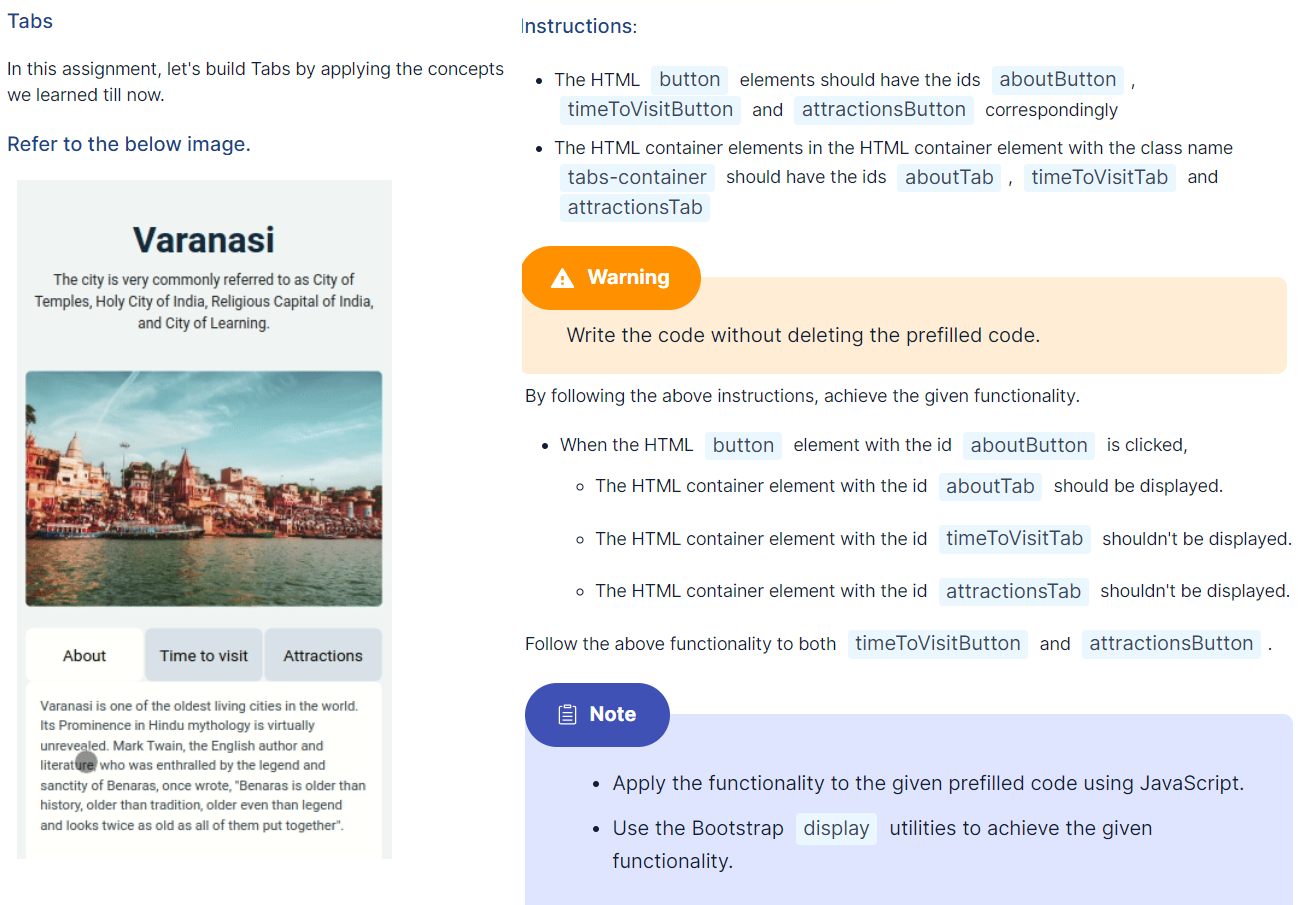 Tabs
In this assignment, let's build Tabs by applying the concepts
we learned till now.
Refer to the below image.
Varanasi
The city is very commonly referred to as City of
Temples, Holy City of India, Religious Capital of India,
and City of Learning.
About
Time to visit
Attractions
Varanasi is one of the oldest living cities in the world.
Its Prominence in Hindu mythology is virtually
unrevealed. Mark Twain, the English author and
literature, who was enthralled by the legend and
sanctity of Benaras, once wrote, "Benaras is older than
history, older than tradition, older even than legend
and looks twice as old as all of them put together".
Instructions:
• The HTML button elements should have the ids aboutButton ,
timeToVisitButton and attractionsButton correspondingly
• The HTML container elements in the HTML container element with the class name
tabs-container should have the ids aboutTab , timeToVisitTab and
attractionsTab
Warning
Write the code without deleting the prefilled code.
By following the above instructions, achieve the given functionality.
• When the HTML button element with the id aboutButton is clicked,
◦ The HTML container element with the id aboutTab should be displayed.
◦ The HTML container element with the id timeToVisitTab shouldn't be displayed.
◦ The HTML container element with the id attractionsTab shouldn't be displayed.
Follow the above functionality to both timeToVisitButton and attractionsButton .
Note
• Apply the functionality to the given prefilled code using JavaScript.
• Use the Bootstrap display utilities to achieve the given
functionality.